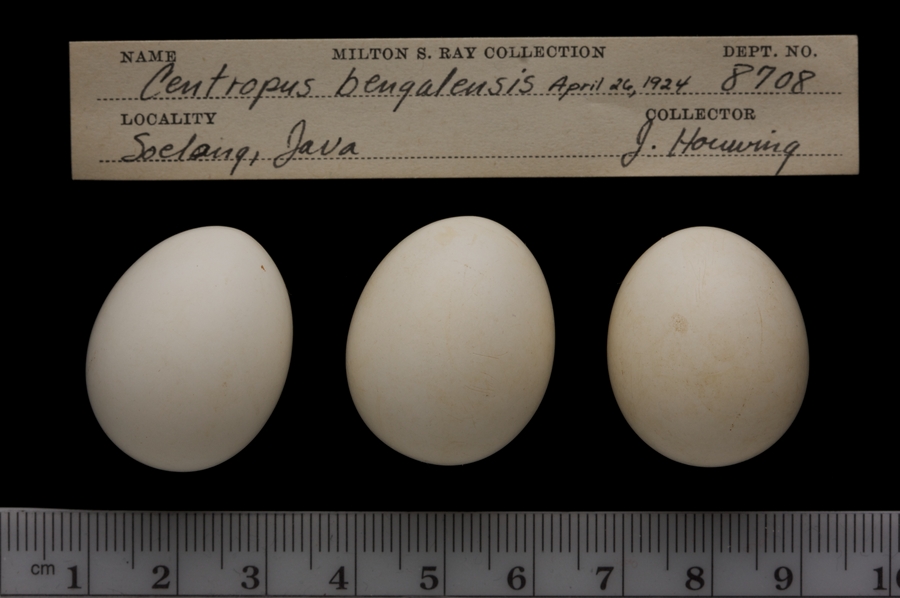 NAME MILTON S. RAY COLLECTION DEPT. NO.
Centropus bengalensis April 26, 1924 8708
LOCALITY COLLECTOR
Soelang, Java J. Houwing
cm 1 2 3 4 5 6 7 8 9